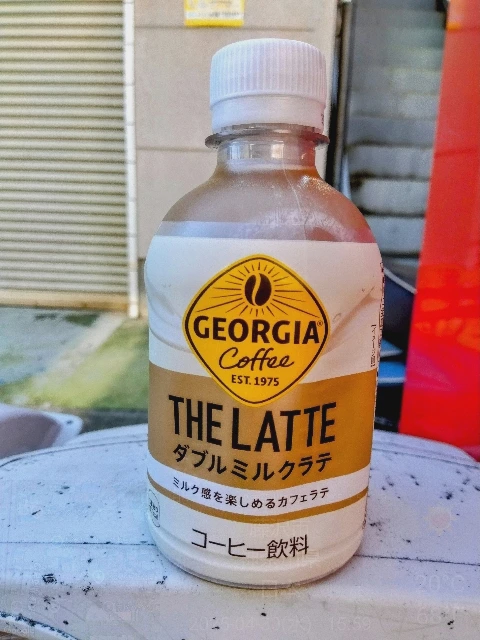 GEORGIA®
Coffee
EST. 1975
THE LATTE
ダブルミルクラテ
ミルク感を楽しめるカフェラテ
コーヒー飲料